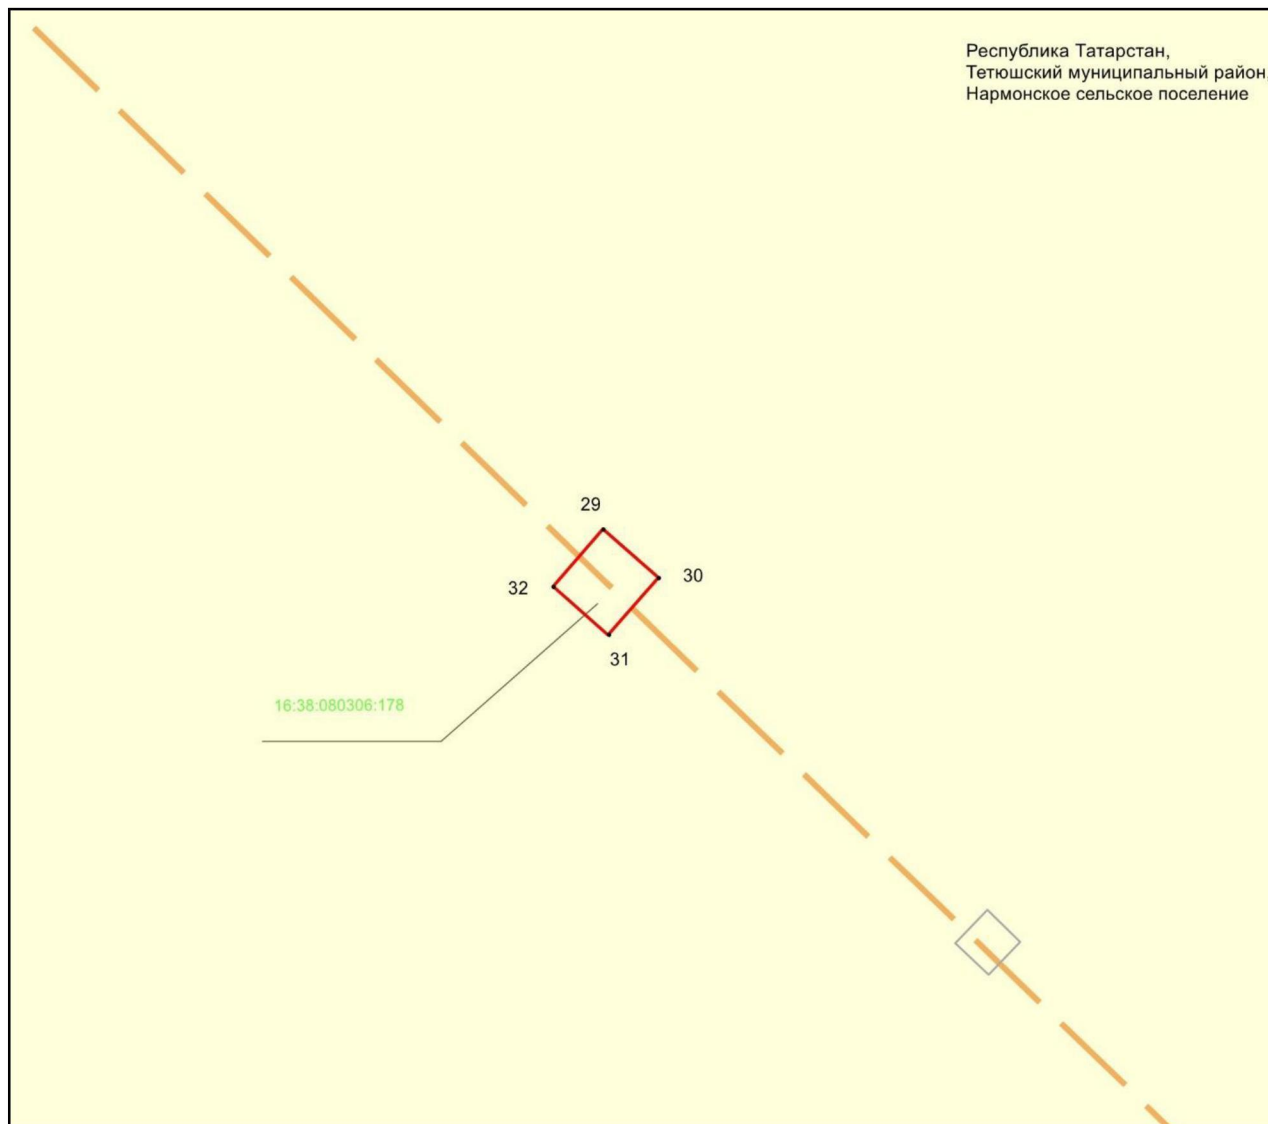 Республика Татарстан,
Тетюшский муниципальный район,
Нармонское сельское поселение
29
30
32
31
16:38:080306:178